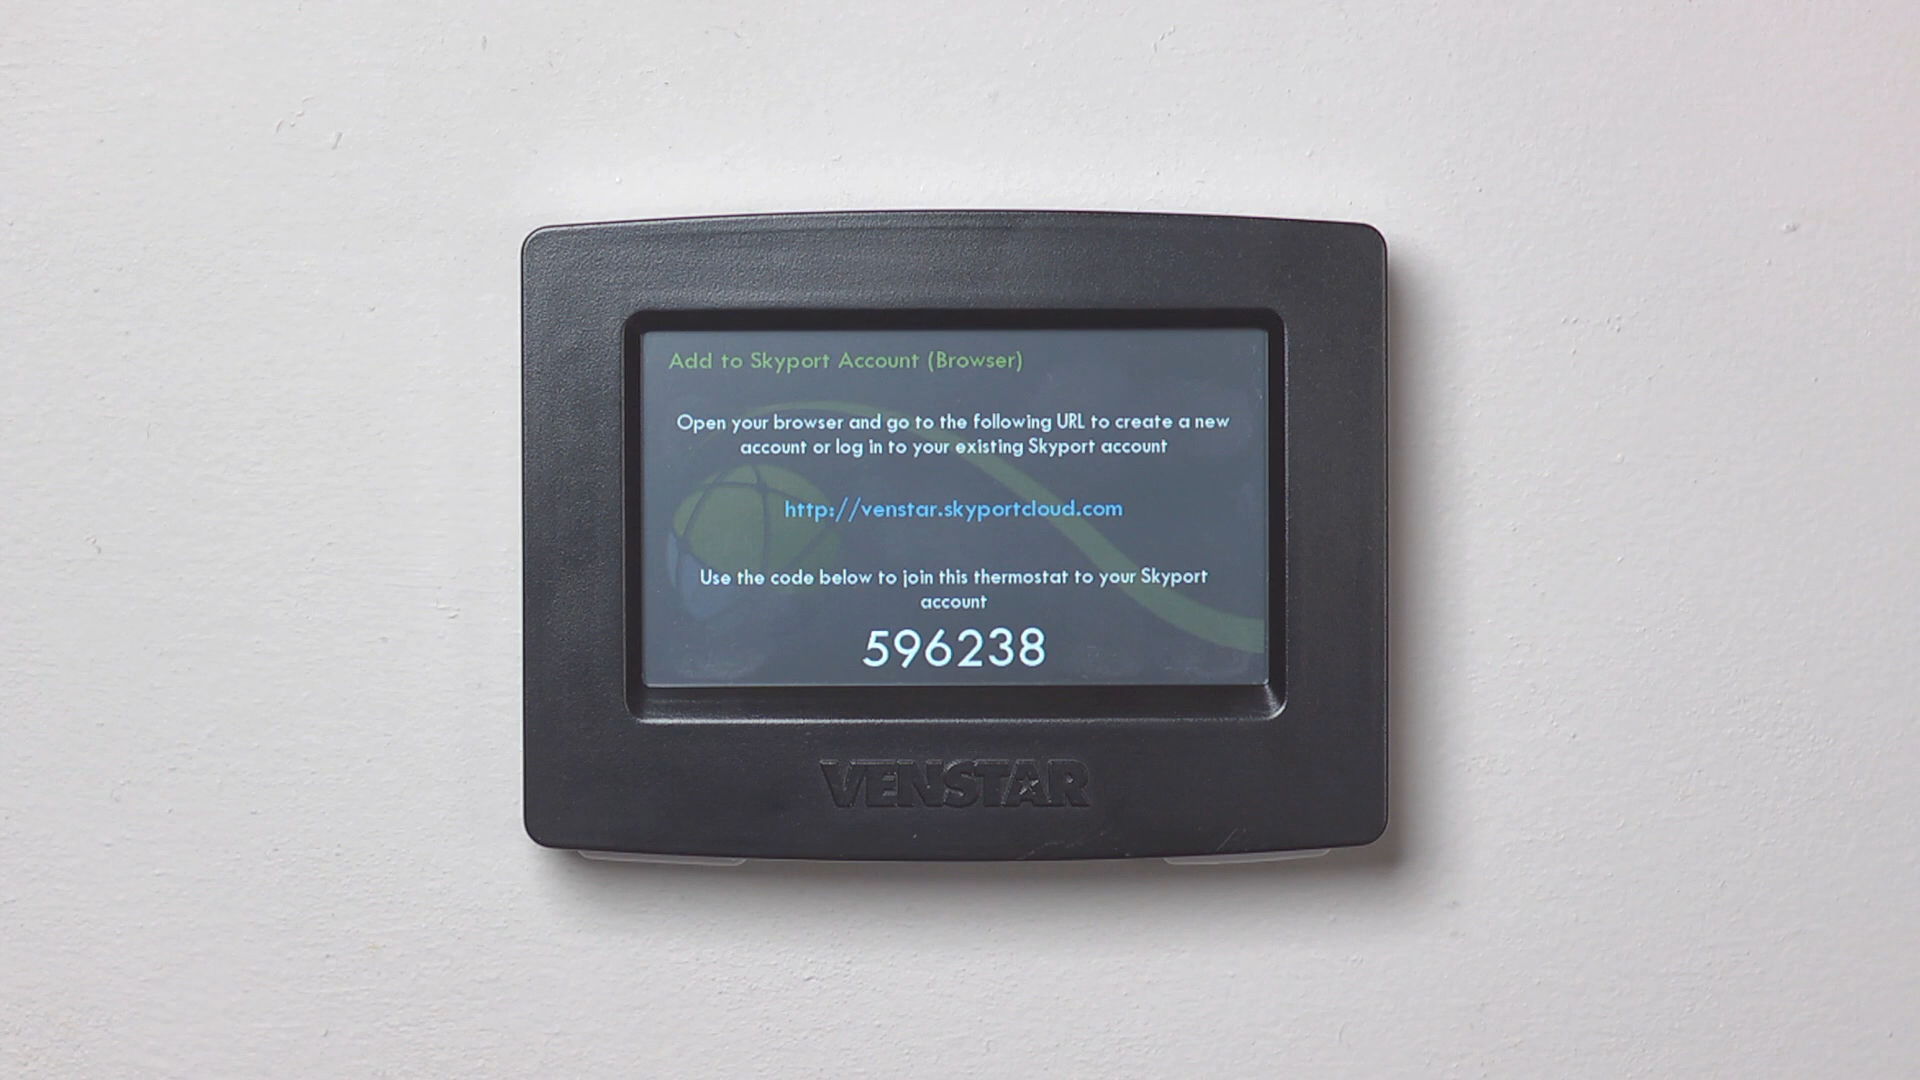 Add to Skyport Account (Browser)
Open your browser and go to the following URL to create a new
account or log in to your existing Skyport account
http://venstar.skyportcloud.com
Use the code below to join this thermostat to your Skyport
account
596238
VENSTAR